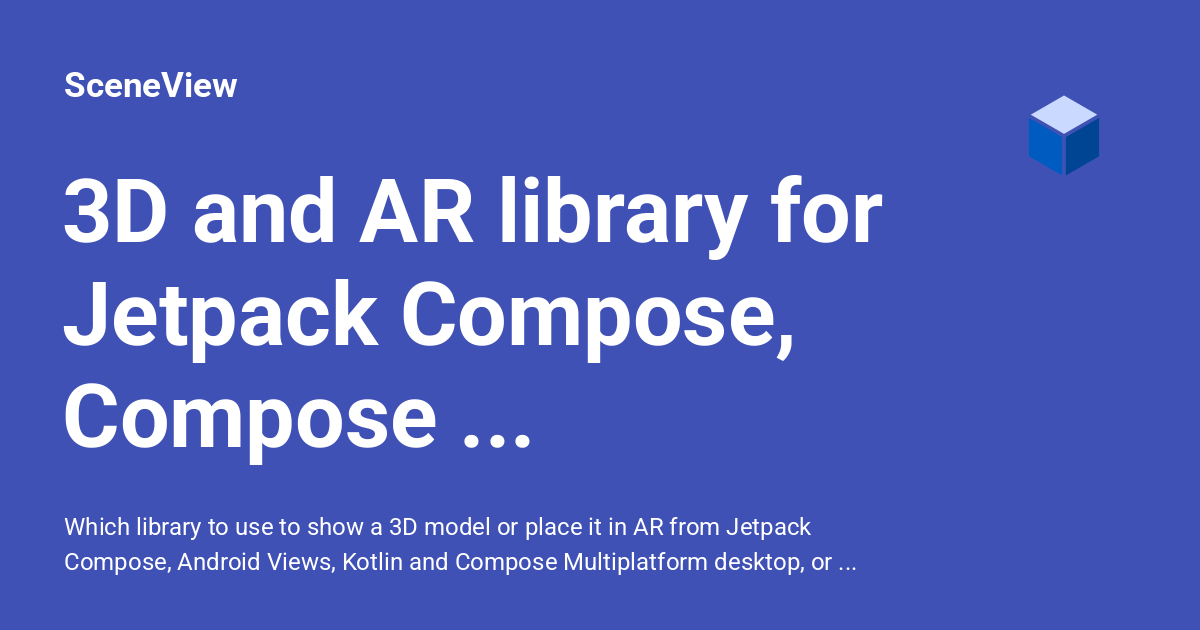 SceneView
3D and AR library for
Jetpack Compose,
Compose ...
Which library to use to show a 3D model or place it in AR from Jetpack
Compose, Android Views, Kotlin and Compose Multiplatform desktop, or ...